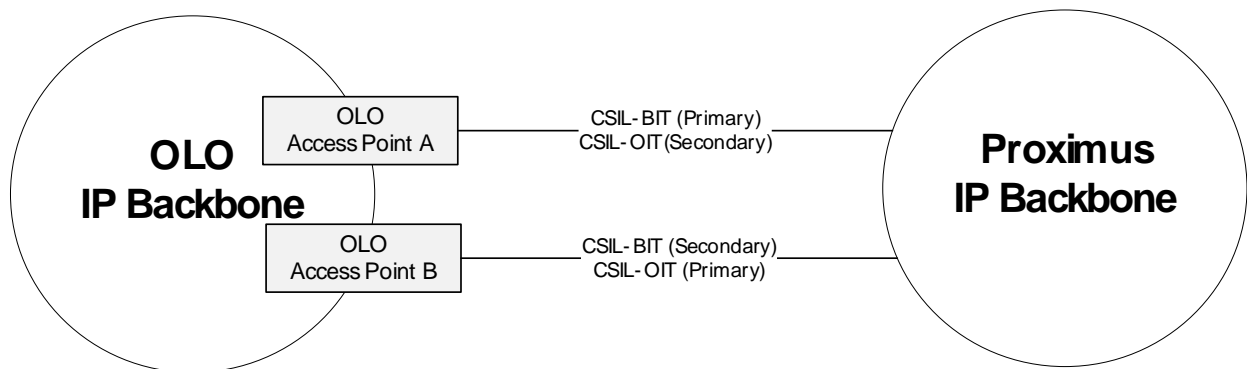 OLO
IP Backbone
OLO
Access Point A
CSIL-BIT (Primary)
CSIL-OIT(Secondary)
OLO
Access Point B
CSIL-BIT (Secondary)
CSIL-OIT (Primary)
Proximus
IP Backbone